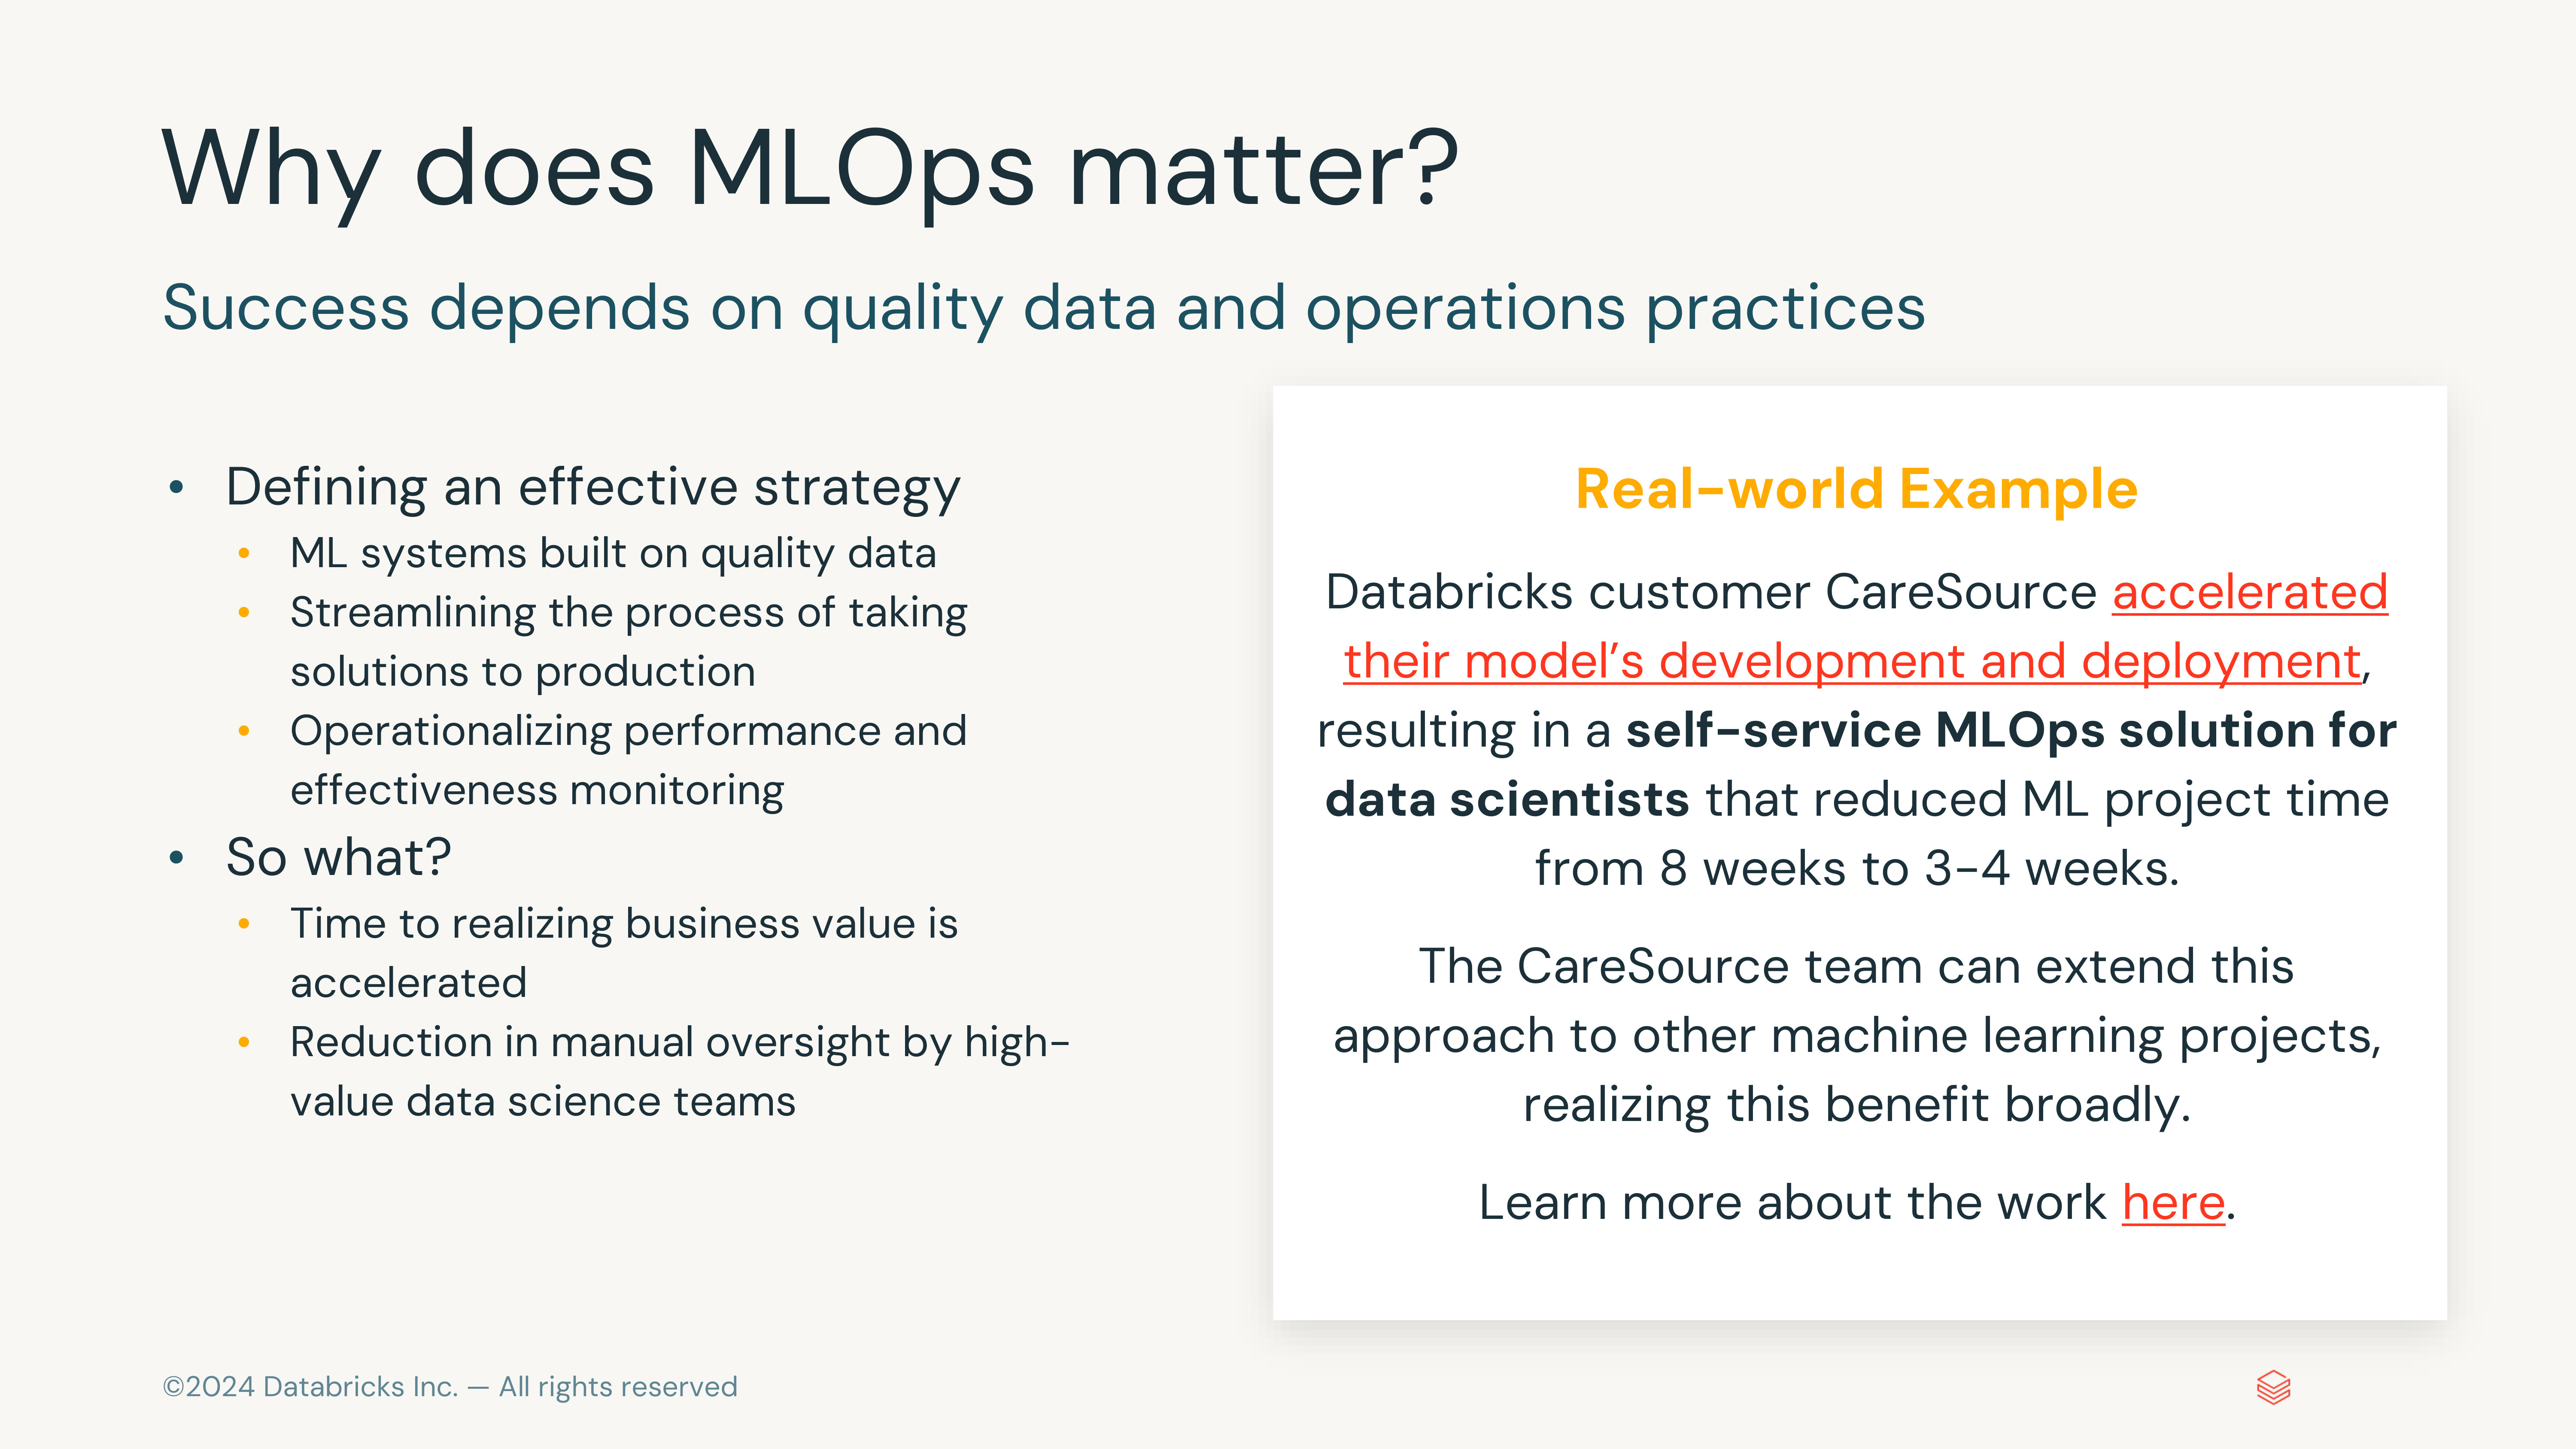 Why does MLOps matter?
Success depends on quality data and operations practices
• Defining an effective strategy
• ML systems built on quality data
• Streamlining the process of taking
solutions to production
• Operationalizing performance and
effectiveness monitoring
• So what?
• Time to realizing business value is
accelerated
• Reduction in manual oversight by high-
value data science teams
Real-world Example
Databricks customer CareSource accelerated
their model’s development and deployment,
resulting in a self-service MLOps solution for
data scientists that reduced ML project time
from 8 weeks to 3-4 weeks.
The CareSource team can extend this
approach to other machine learning projects,
realizing this benefit broadly.
Learn more about the work here.
©2024 Databricks Inc. — All rights reserved